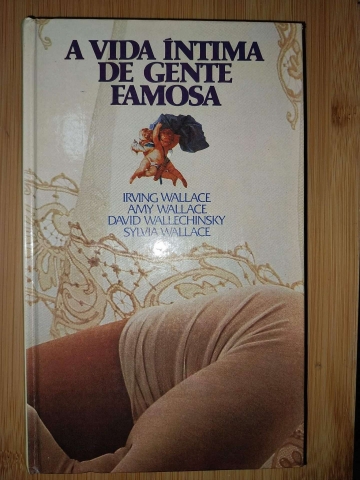 A VIDA ÍNTIMA
DE GENTE
FAMOSA
IRVING WALLACE
AMY WALLACE
DAVID WALLECHINSKY
SYLVIA WALLACE